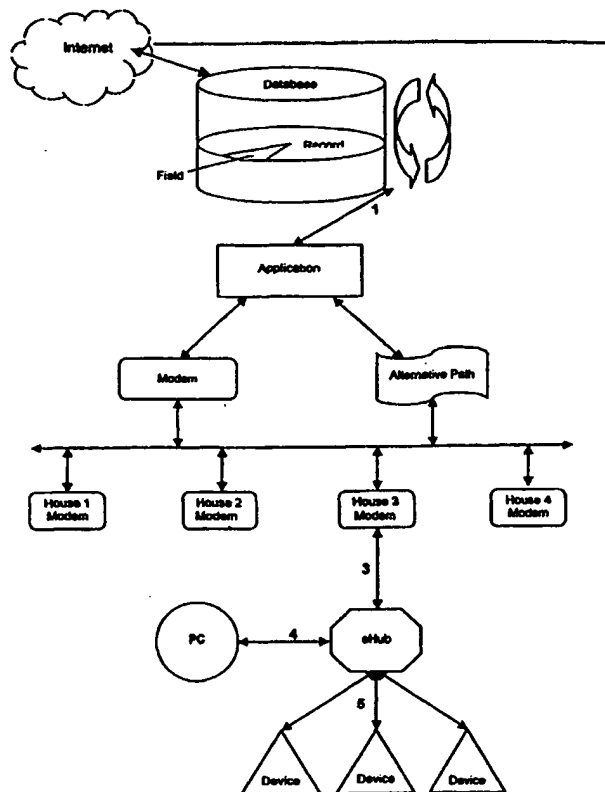 Internet
Database
Record
Field
1
Application
Modem
Alternative Path
House 1
Modem
House 2
Modem
House 3
Modem
House 4
Modem
3
PC
4
eHub
5
Device
Device
Device